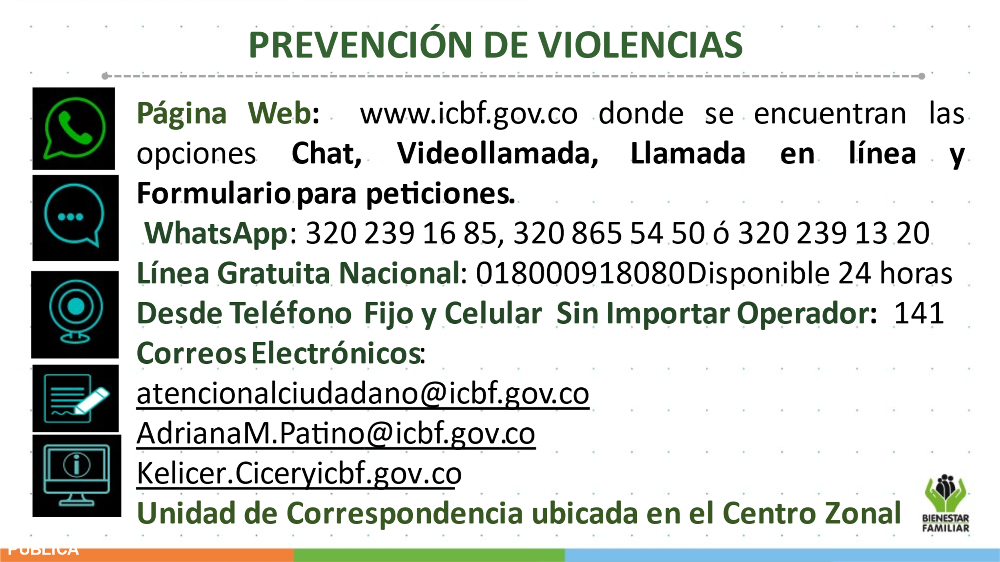 PREVENCIÓN DE VIOLENCIAS
Página Web: www.icbf.gov.co donde se encuentran las
opciones Chat, Videollamada, Llamada en línea y
Formulario para peticiones.
WhatsApp: 320 239 16 85, 320 865 54 50 ó 320 239 13 20
Línea Gratuita Nacional: 018000918080Disponible 24 horas
Desde Teléfono Fijo y Celular Sin Importar Operador: 141
Correos Electrónicos:
atencionalciudadano@icbf.gov.co
AdrianaM.Patino@icbf.gov.co
Kelicer.Ciceryicbf.gov.co
Unidad de Correspondencia ubicada en el Centro Zonal
BIENESTAR
FAMILIAR
PÚBLICA